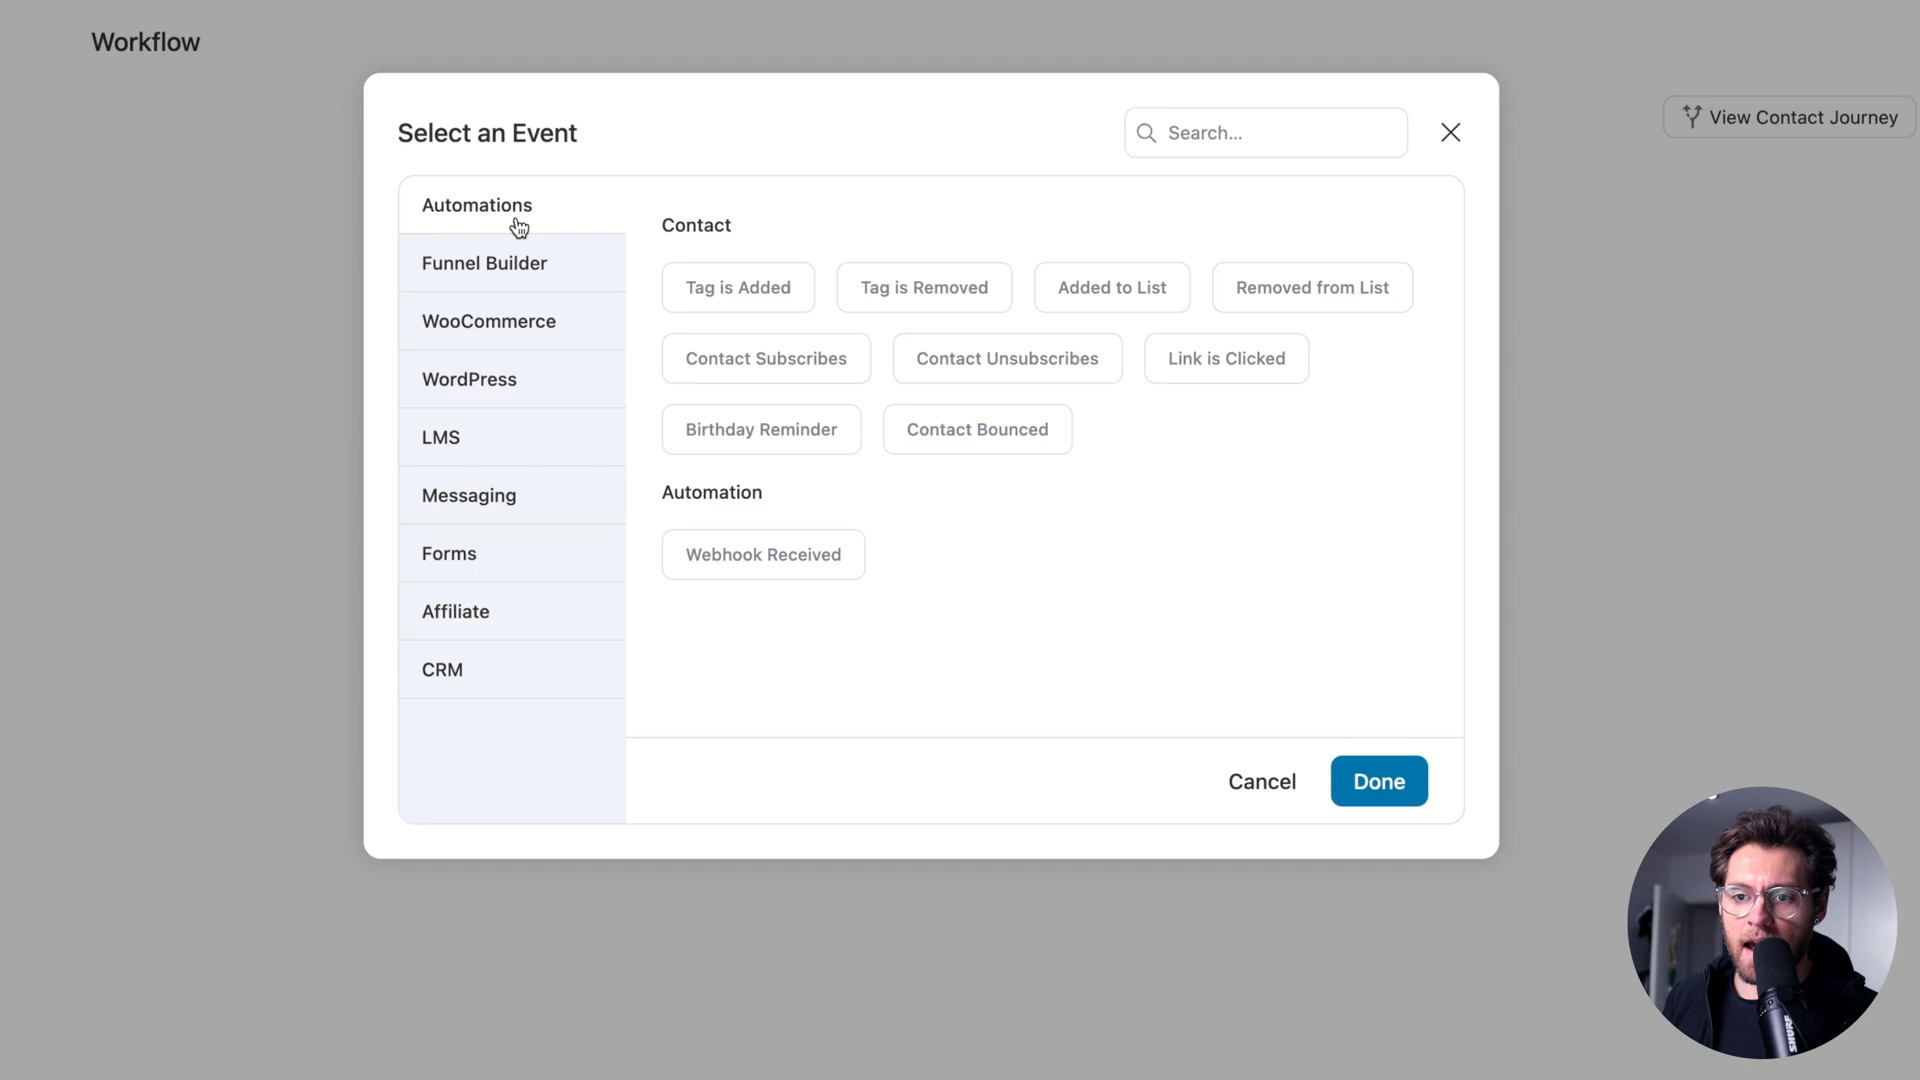 Workflow
View Contact Journey
Select an Event
Search...
Automations
Funnel Builder
WooCommerce
WordPress
LMS
Messaging
Forms
Affiliate
CRM
Contact
Tag is Added
Tag is Removed
Added to List
Removed from List
Contact Subscribes
Contact Unsubscribes
Link is Clicked
Birthday Reminder
Contact Bounced
Automation
Webhook Received
Cancel
Done
SHURE